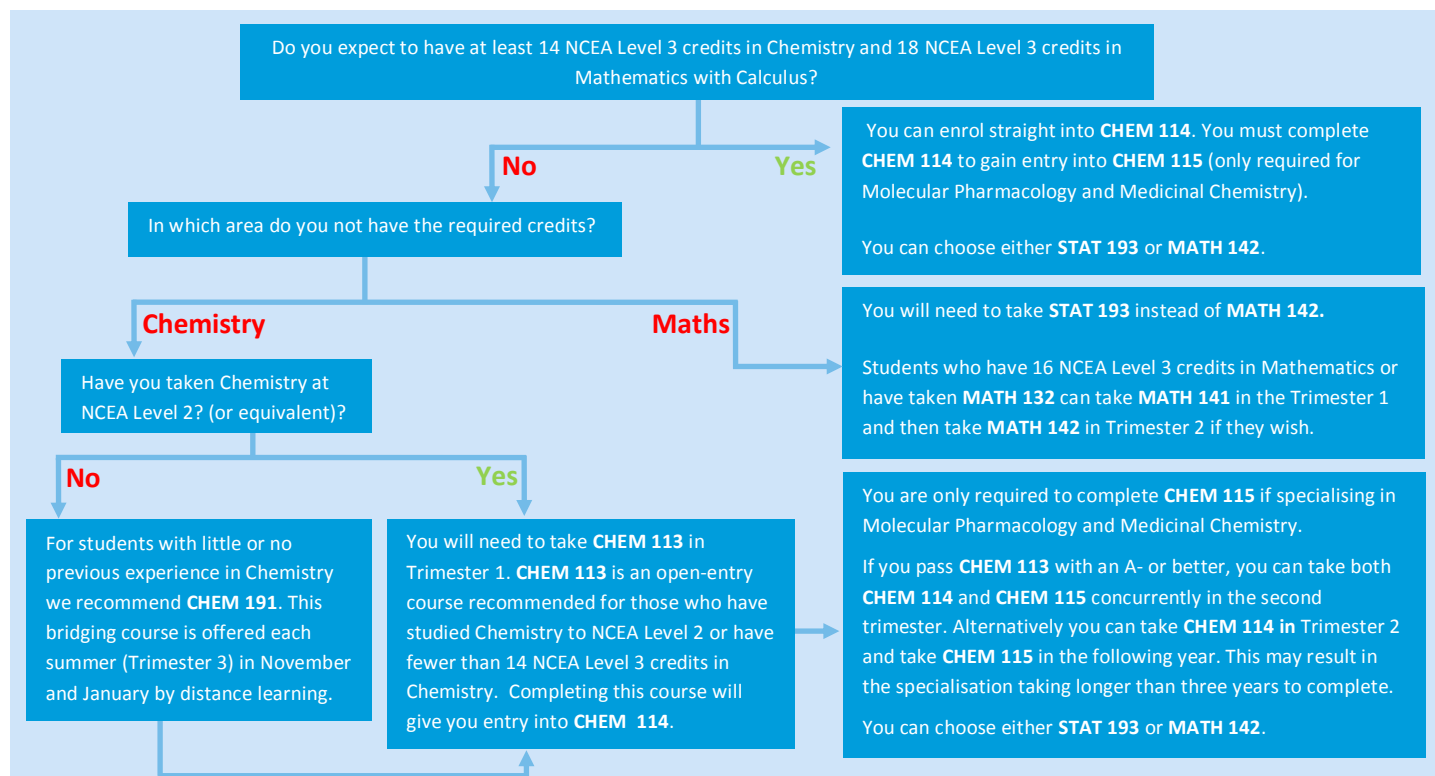 Do you expect to have at least 14 NCEA Level 3 credits in Chemistry and 18 NCEA Level 3 credits in
Mathematics with Calculus?
No
Yes
You can enrol straight into CHEM 114. You must complete
CHEM 114 to gain entry into CHEM 115 (only required for
Molecular Pharmacology and Medicinal Chemistry).
You can choose either STAT 193 or MATH 142.
In which area do you not have the required credits?
Chemistry
Maths
You will need to take STAT 193 instead of MATH 142.
Students who have 16 NCEA Level 3 credits in Mathematics or
have taken MATH 132 can take MATH 141 in the Trimester 1
and then take MATH 142 in Trimester 2 if they wish.
Have you taken Chemistry at
NCEA Level 2? (or equivalent)?
No
Yes
For students with little or no
previous experience in Chemistry
we recommend CHEM 191. This
bridging course is offered each
summer (Trimester 3) in November
and January by distance learning.
You will need to take CHEM 113 in
Trimester 1. CHEM 113 is an open-entry
course recommended for those who have
studied Chemistry to NCEA Level 2 or have
fewer than 14 NCEA Level 3 credits in
Chemistry. Completing this course will
give you entry into CHEM 114.
You are only required to complete CHEM 115 if specialising in
Molecular Pharmacology and Medicinal Chemistry.
If you pass CHEM 113 with an A- or better, you can take both
CHEM 114 and CHEM 115 concurrently in the second
trimester. Alternatively you can take CHEM 114 in Trimester 2
and take CHEM 115 in the following year. This may result in
the specialisation taking longer than three years to complete.
You can choose either STAT 193 or MATH 142.